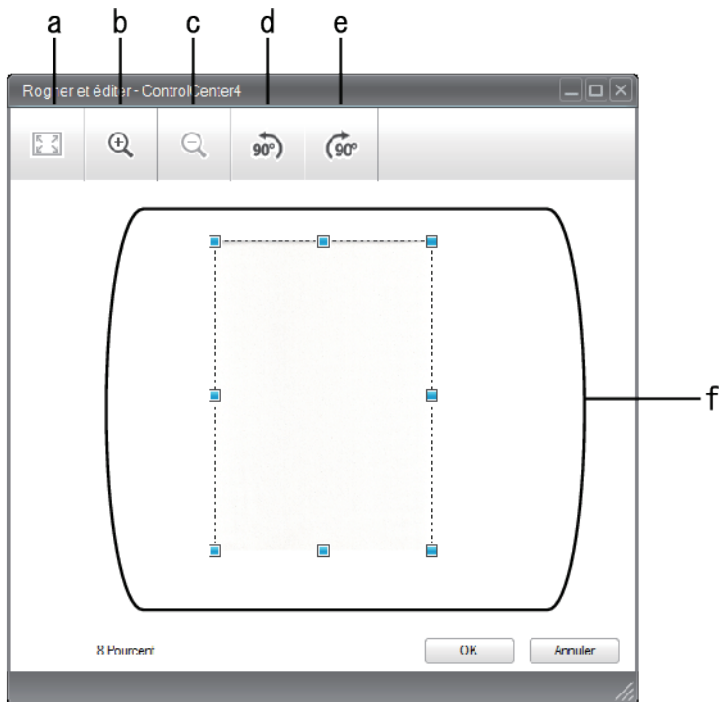 a b c d e
Rogner et éditer - ControlCenter4
90° 90°
f
8 Pourcent
OK Annuler